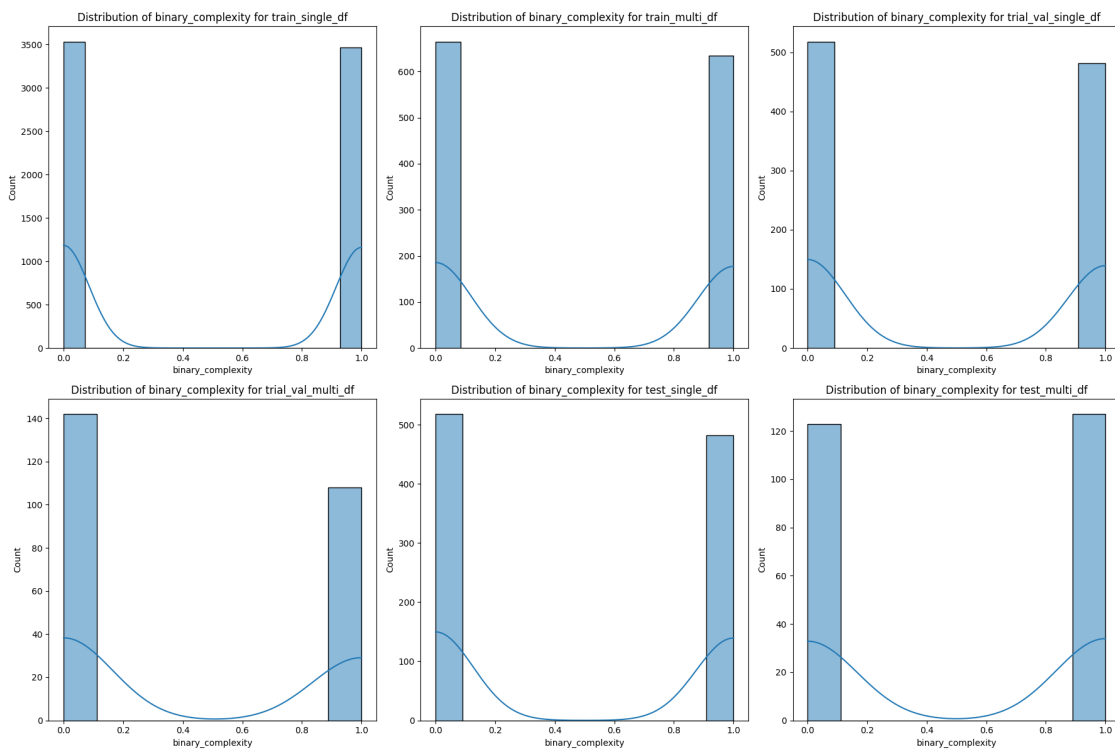 Distribution of binary_complexity for train_single_df
Count
3500
3000
2500
2000
1500
1000
500
0
0.0 0.2 0.4 0.6 0.8 1.0
binary_complexity
Distribution of binary_complexity for train_multi_df
Count
600
500
400
300
200
100
0
0.0 0.2 0.4 0.6 0.8 1.0
binary_complexity
Distribution of binary_complexity for trial_val_single_df
Count
500
400
300
200
100
0
0.0 0.2 0.4 0.6 0.8 1.0
binary_complexity
Distribution of binary_complexity for trial_val_multi_df
Count
140
120
100
80
60
40
20
0
0.0 0.2 0.4 0.6 0.8 1.0
binary_complexity
Distribution of binary_complexity for test_single_df
Count
500
400
300
200
100
0
0.0 0.2 0.4 0.6 0.8 1.0
binary_complexity
Distribution of binary_complexity for test_multi_df
Count
120
100
80
60
40
20
0
0.0 0.2 0.4 0.6 0.8 1.0
binary_complexity